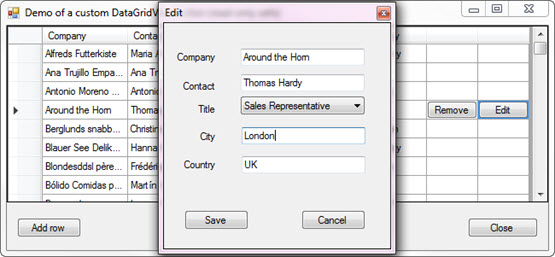 Demo of a custom DataGridV
Edit
Company Conta
Alfreds Futterkiste Maria A
Ana Trujillo Empa... Ana Tr
Antonio Moreno Antonio
Around the Horn Thoma
Berglunds snabb... Christin
Blauer See Delik... Hanna
Blondesddsl père... Frédéri
Bólido Comidas p... Martín
Company Around the Horn
Contact Thomas Hardy
Title Sales Representative
City London
Country UK
Save Cancel
Remove Edit
Add row
Close